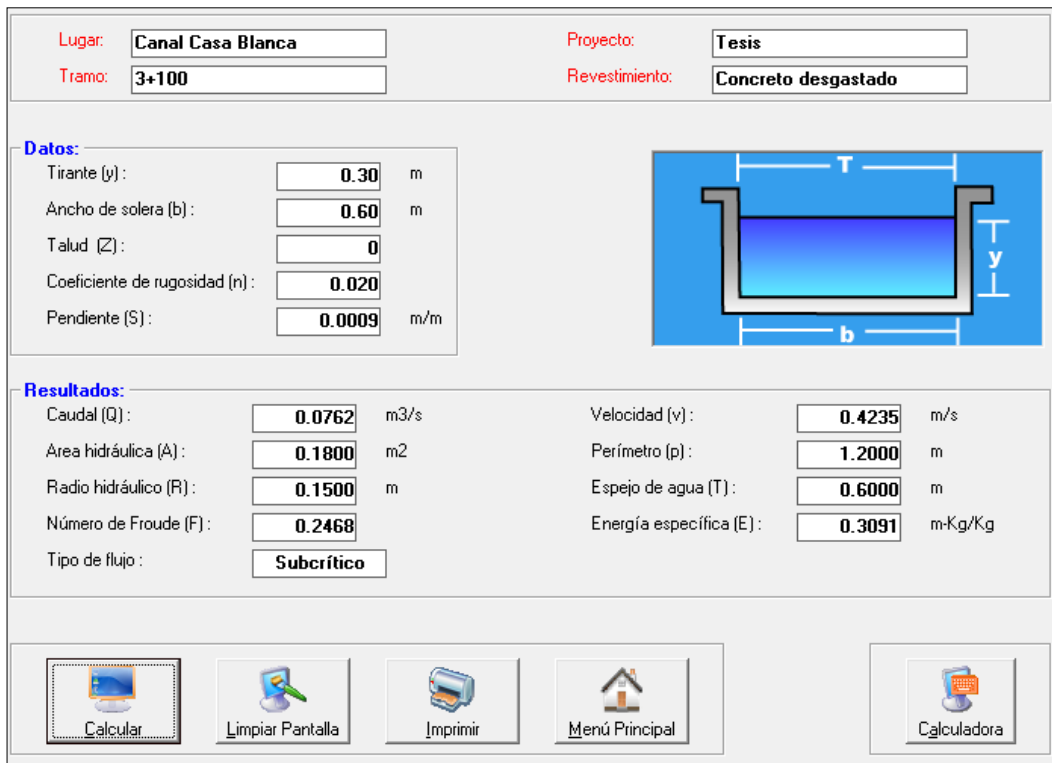 Lugar: Canal Casa Blanca Proyecto: Tesis
Tramo: 3+100 Revestimiento: Concreto desgastado
Datos:
Tirante (y) : 0.30 m
Ancho de solera (b) : 0.60 m
Talud (Z) : 0
Coeficiente de rugosidad (n) : 0.020
Pendiente (S) : 0.0009 m/m
T
y
b
Resultados:
Caudal (Q) : 0.0762 m3/s Velocidad (v) : 0.4235 m/s
Area hidráulica (A) : 0.1800 m2 Perímetro (p) : 1.2000 m
Radio hidráulico (R) : 0.1500 m Espejo de agua (T) : 0.6000 m
Número de Froude (F) : 0.2468 Energía específica (E) : 0.3091 m-Kg/Kg
Tipo de flujo : Subcrítico
Calcular Limpiar Pantalla Imprimir Menú Principal Calculadora